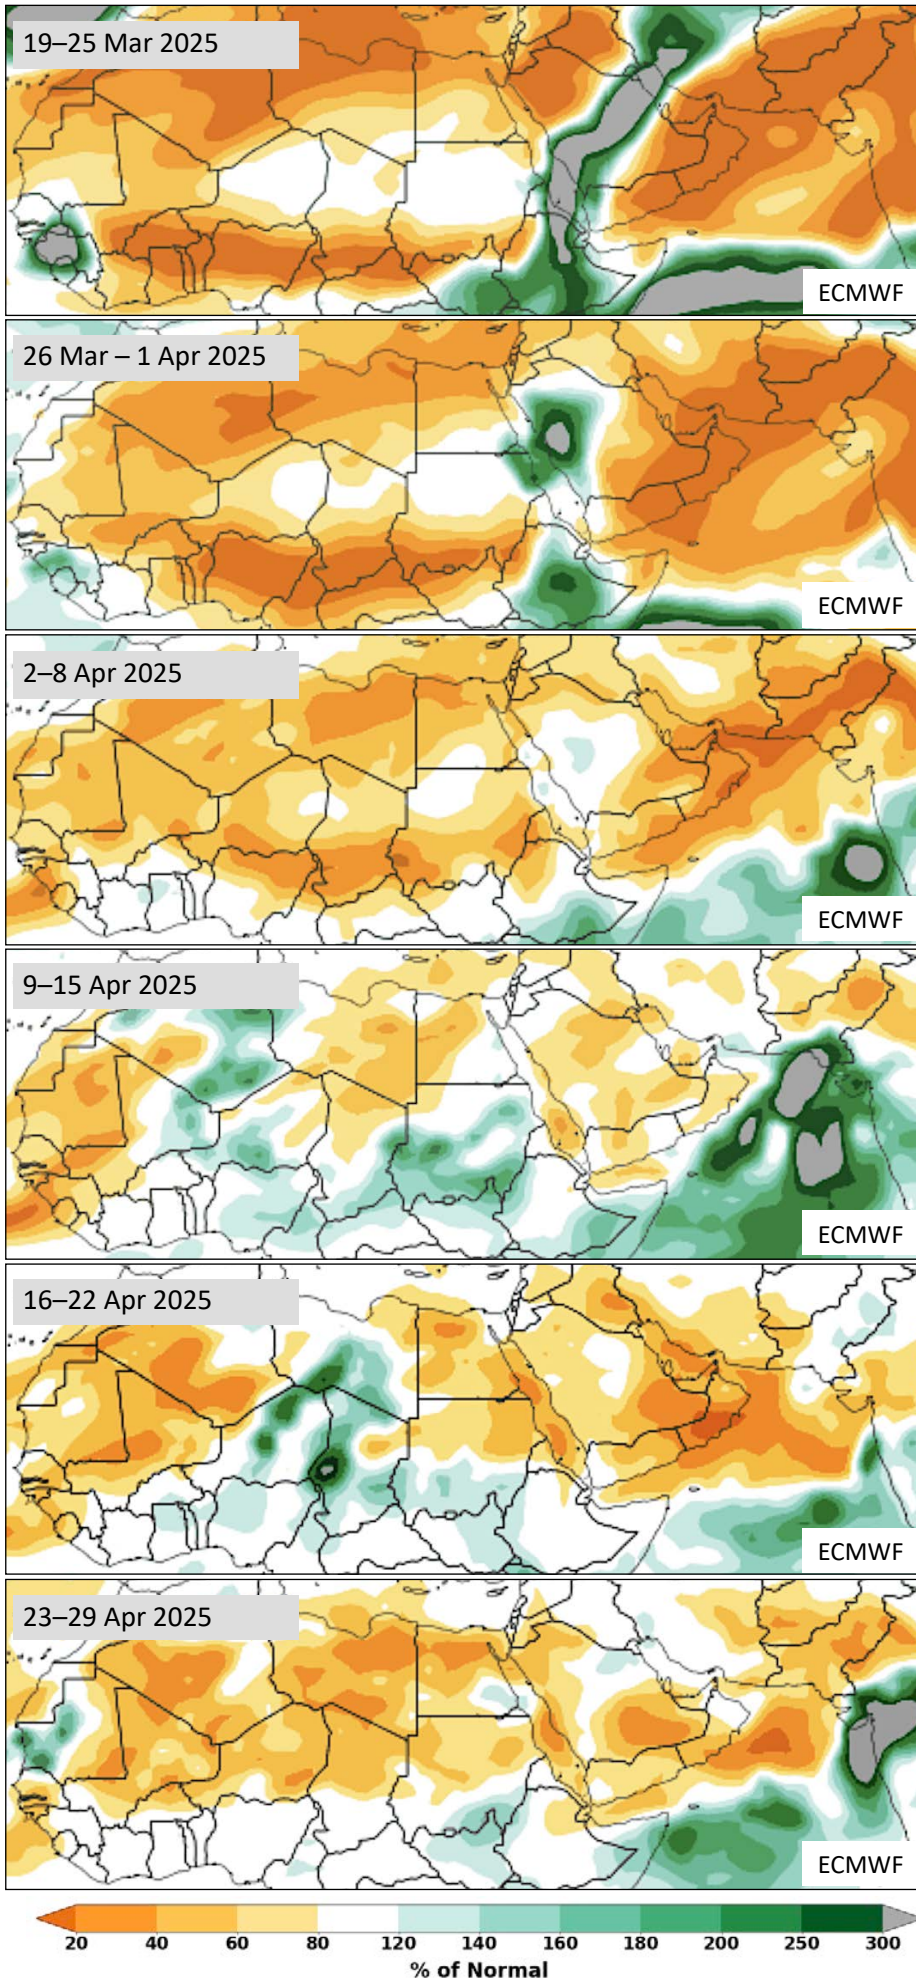 19–25 Mar 2025
ECMWF
26 Mar – 1 Apr 2025
ECMWF
2–8 Apr 2025
ECMWF
9–15 Apr 2025
ECMWF
16–22 Apr 2025
ECMWF
23–29 Apr 2025
ECMWF
20 40 60 80 120 140 160 180 200 250 300
% of Normal